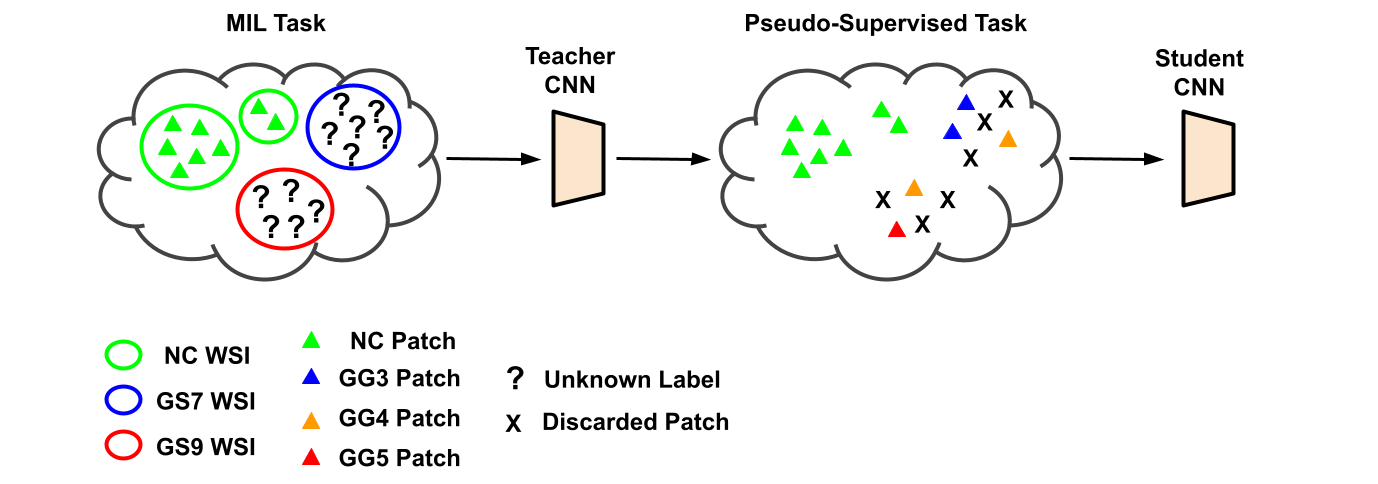 MIL Task
Pseudo-Supervised Task
Teacher
CNN
Student
CNN
? ? ? ? ? ?
? ? ? ? ?
X X X
X X X
NC WSI
GS7 WSI
GS9 WSI
NC Patch
GG3 Patch
GG4 Patch
GG5 Patch
? Unknown Label
X Discarded Patch